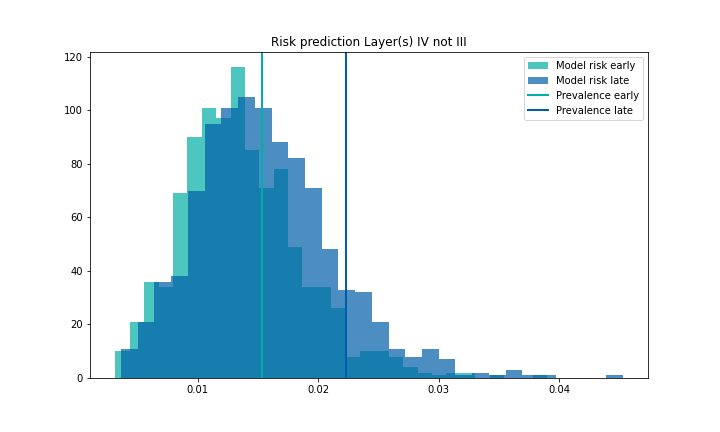 Risk prediction Layer(s) IV not III
120
100
80
60
40
20
0
0.01
0.02
0.03
0.04
Model risk early
Model risk late
Prevalence early
Prevalence late